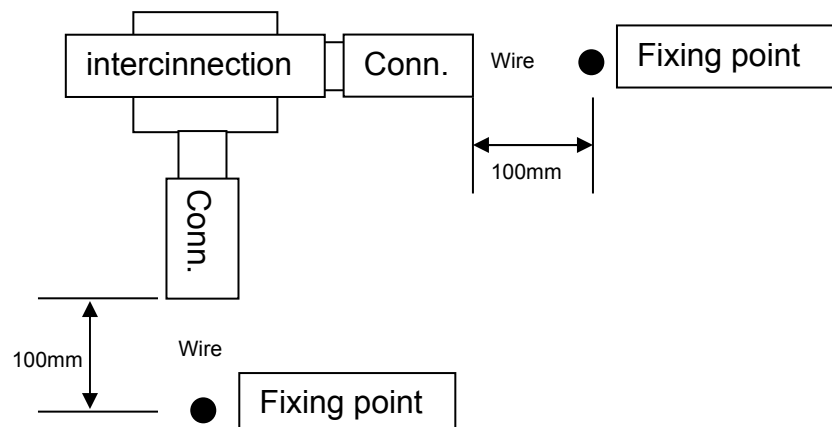 intercinnection Conn. Wire Fixing point
100mm
Conn.
100mm
Wire
Fixing point